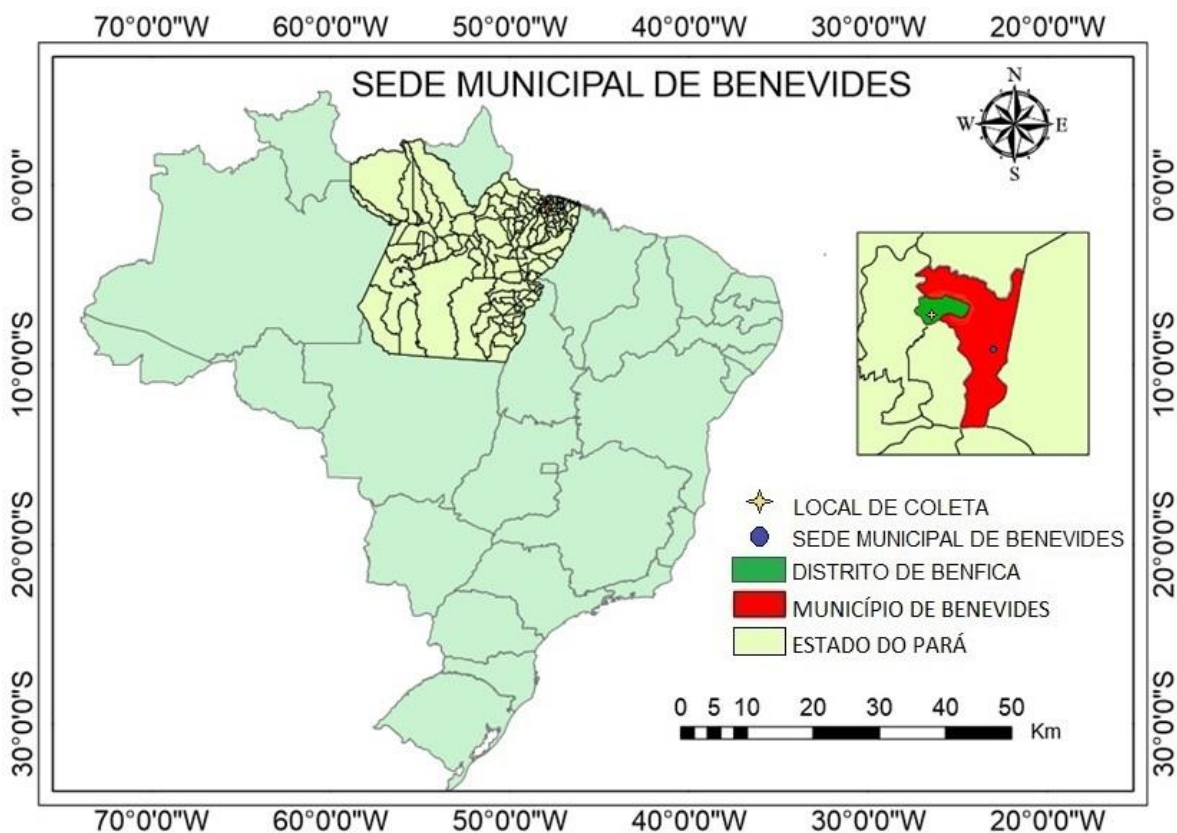 70°0'0"W 60°0'0"W 50°0'0"W 40°0'0"W 30°0'0"W 20°0'0"W
SEDE MUNICIPAL DE BENEVIDES
N
W E
S
0°0'0" 0°0'0"
10°0'0"S 10°0'0"S
20°0'0"S 20°0'0"S
30°0'0"S 30°0'0"S
LOCAL DE COLETA
SEDE MUNICIPAL DE BENEVIDES
DISTRITO DE BENFICA
MUNICÍPIO DE BENEVIDES
ESTADO DO PARÁ
0 5 10 20 30 40 50
Km
70°0'0"W 60°0'0"W 50°0'0"W 40°0'0"W 30°0'0"W 20°0'0"W